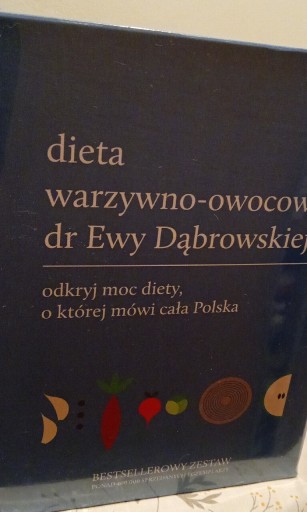 dieta
warzywno-owocow
dr Ewy Dąbrowskiej
odkryj moc diety,
o której mówi cała Polska
BESTSELLEROWY ZESTAW